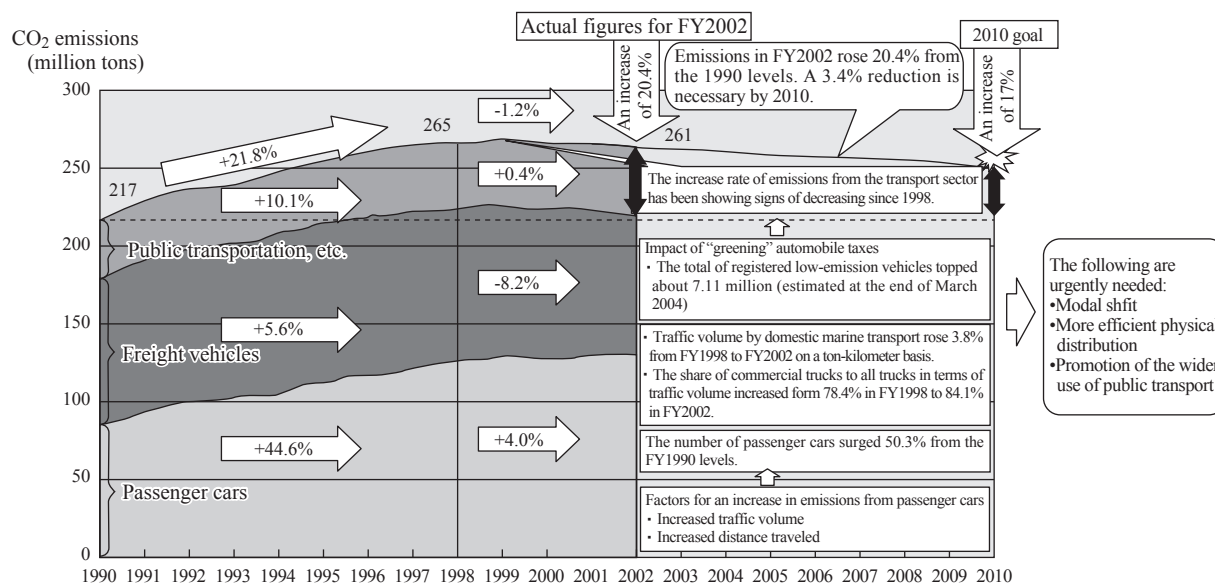 Actual figures for FY2002
2010 goal
CO2 emissions
(million tons)
An increase
of 20.4%
Emissions in FY2002 rose 20.4% from
the 1990 levels. A 3.4% reduction is
necessary by 2010.
An increase
of 17%
300
250
200
150
100
50
0
217
+21.8%
265
-1.2%
261
+10.1%
+0.4%
The increase rate of emissions from the transport sector
has been showing signs of decreasing since 1998.
Public transportation, etc.
Impact of “greening” automobile taxes
・ The total of registered low-emission vehicles topped
about 7.11 million (estimated at the end of March
2004)
-8.2%
+5.6%
Freight vehicles
・ Traffic volume by domestic marine transport rose 3.8%
from FY1998 to FY2002 on a ton-kilometer basis.
・ The share of commercial trucks to all trucks in terms of
traffic volume increased form 78.4% in FY1998 to 84.1%
in FY2002.
+44.6%
+4.0%
The number of passenger cars surged 50.3% from the
FY1990 levels.
Passenger cars
Factors for an increase in emissions from passenger cars
・ Increased traffic volume
・ Increased distance traveled
The following are
urgently needed:
•Modal shfit
•More efficient physical
distribution
•Promotion of the wider
use of public transport
1990 1991 1992 1993 1994 1995 1996 1997 1998 1999 2000 2001 2002 2003 2004 2005 2006 2007 2008 2009 2010